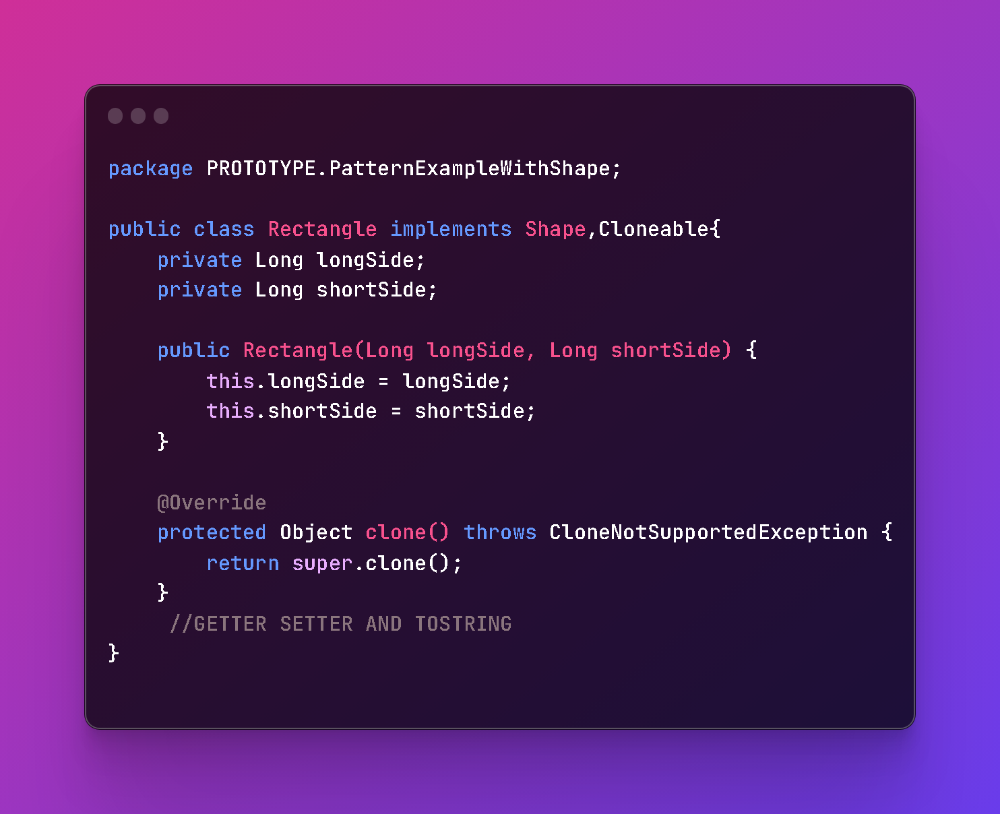 package PROTOTYPE.PatternExampleWithShape;
public class Rectangle implements Shape,Cloneable{
private Long longSide;
private Long shortSide;
public Rectangle(Long longSide, Long shortSide) {
this.longSide = longSide;
this.shortSide = shortSide;
}
@Override
protected Object clone() throws CloneNotSupportedException {
return super.clone();
}
//GETTER SETTER AND TOSTRING
}